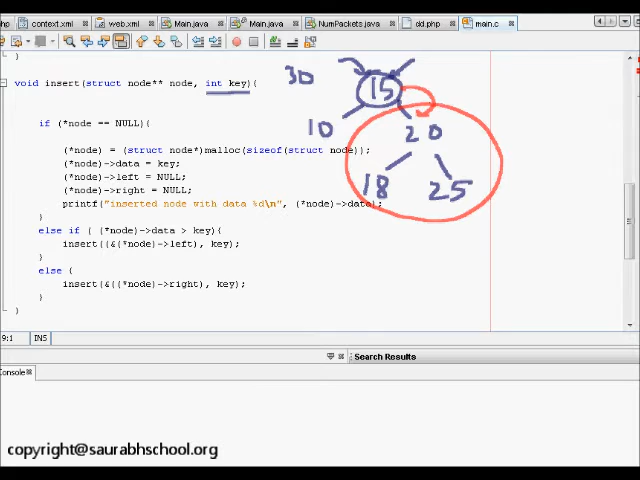 context.xml web.xml Main.java Main.java NumPackets.java dd.php main.c
}
void insert(struct node** node, int key){
30
15
10
20
18
25
if (*node == NULL){
(*node) = (struct node*)malloc(sizeof(struct node));
(*node)->data = key;
(*node)->left = NULL;
(*node)->right = NULL;
printf("inserted node with data %d\n", (*node)->data);
}
else if ( (*node)->data > key){
insert((&(*node)->left), key);
}
else {
insert(&((*node)->right), key);
}
}
9:1 INS
Search Results
Console
copyright@saurabhschool.org